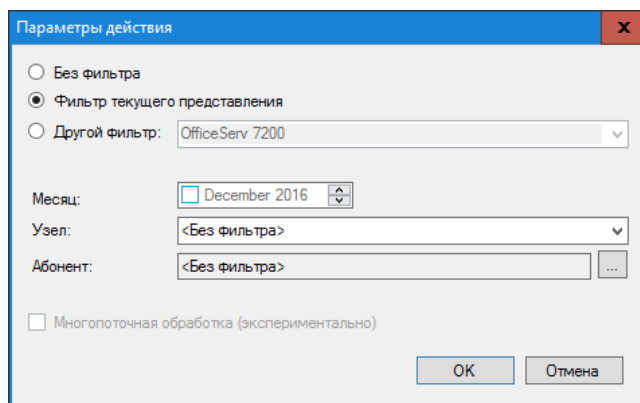 Параметры действия
Без фильтра
Фильтр текущего представления
Другой фильтр: OfficeServ 7200
Месяц: December 2016
Узел: <Без фильтра>
Абонент: <Без фильтра> ...
Многопоточная обработка (экспериментально)
OK Отмена